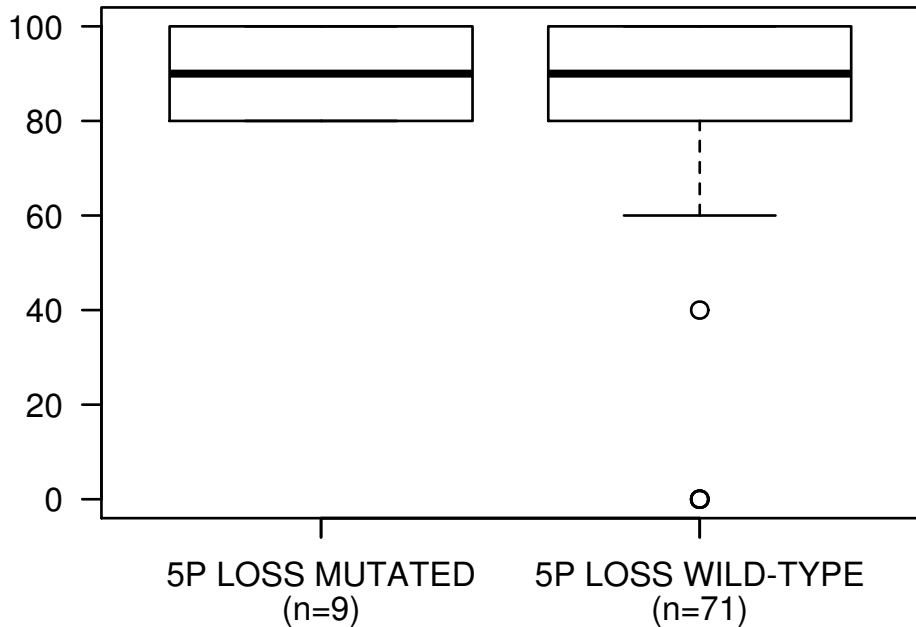 100
80
60
40
20
0
5P LOSS MUTATED
(n=9)
5P LOSS WILD-TYPE
(n=71)